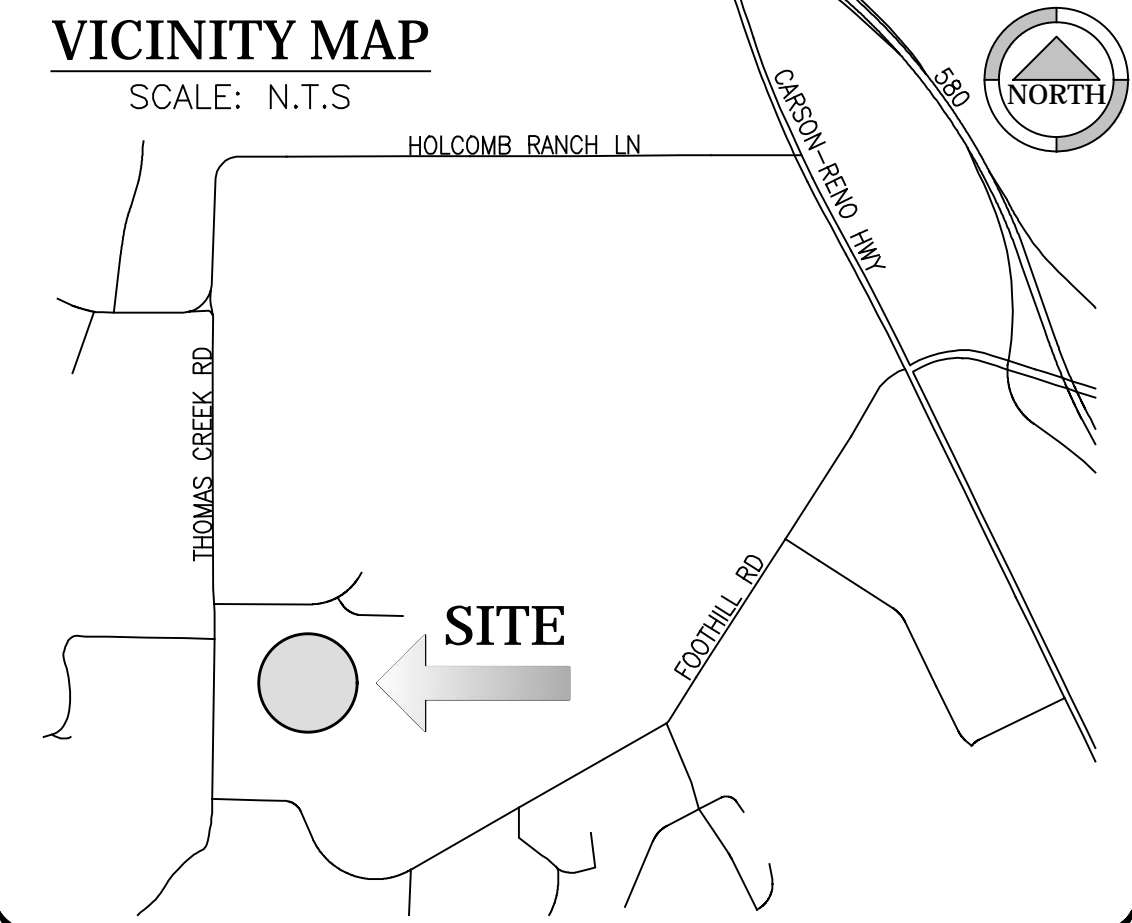 VICINITY MAP
SCALE: N.T.S
NORTH
580
CARSON-RENO HWY
HOLCOMB RANCH LN
THOMAS CREEK RD
SITE
FOOTHILL RD